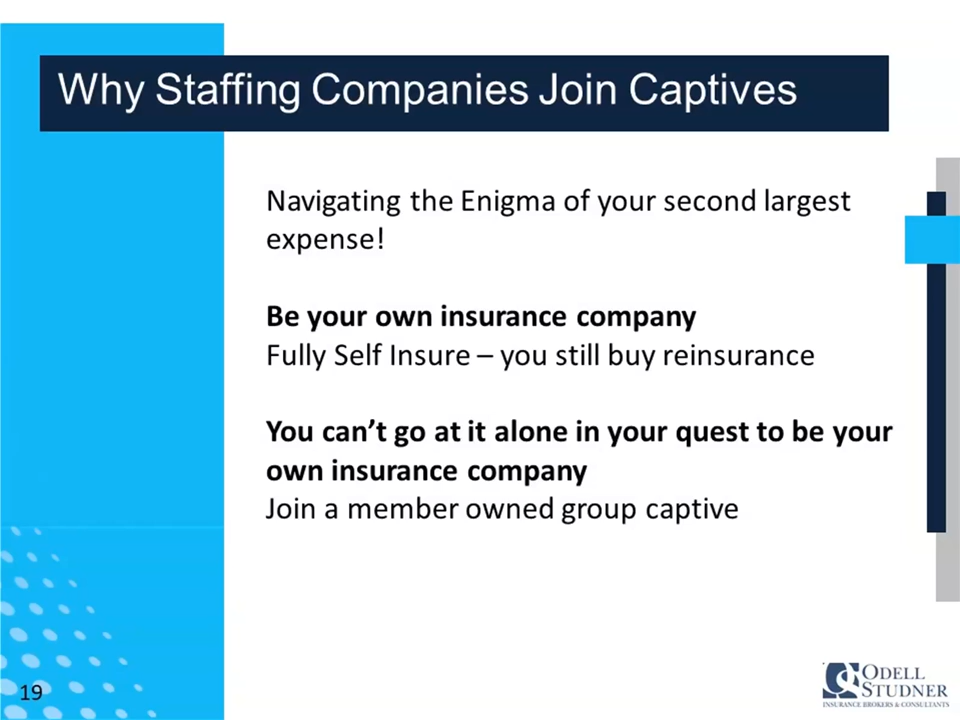 Why Staffing Companies Join Captives
Navigating the Enigma of your second largest
expense!
Be your own insurance company
Fully Self Insure – you still buy reinsurance
You can’t go at it alone in your quest to be your
own insurance company
Join a member owned group captive
19
ODELL
STUDNER
INSURANCE BROKERS & CONSULTANTS